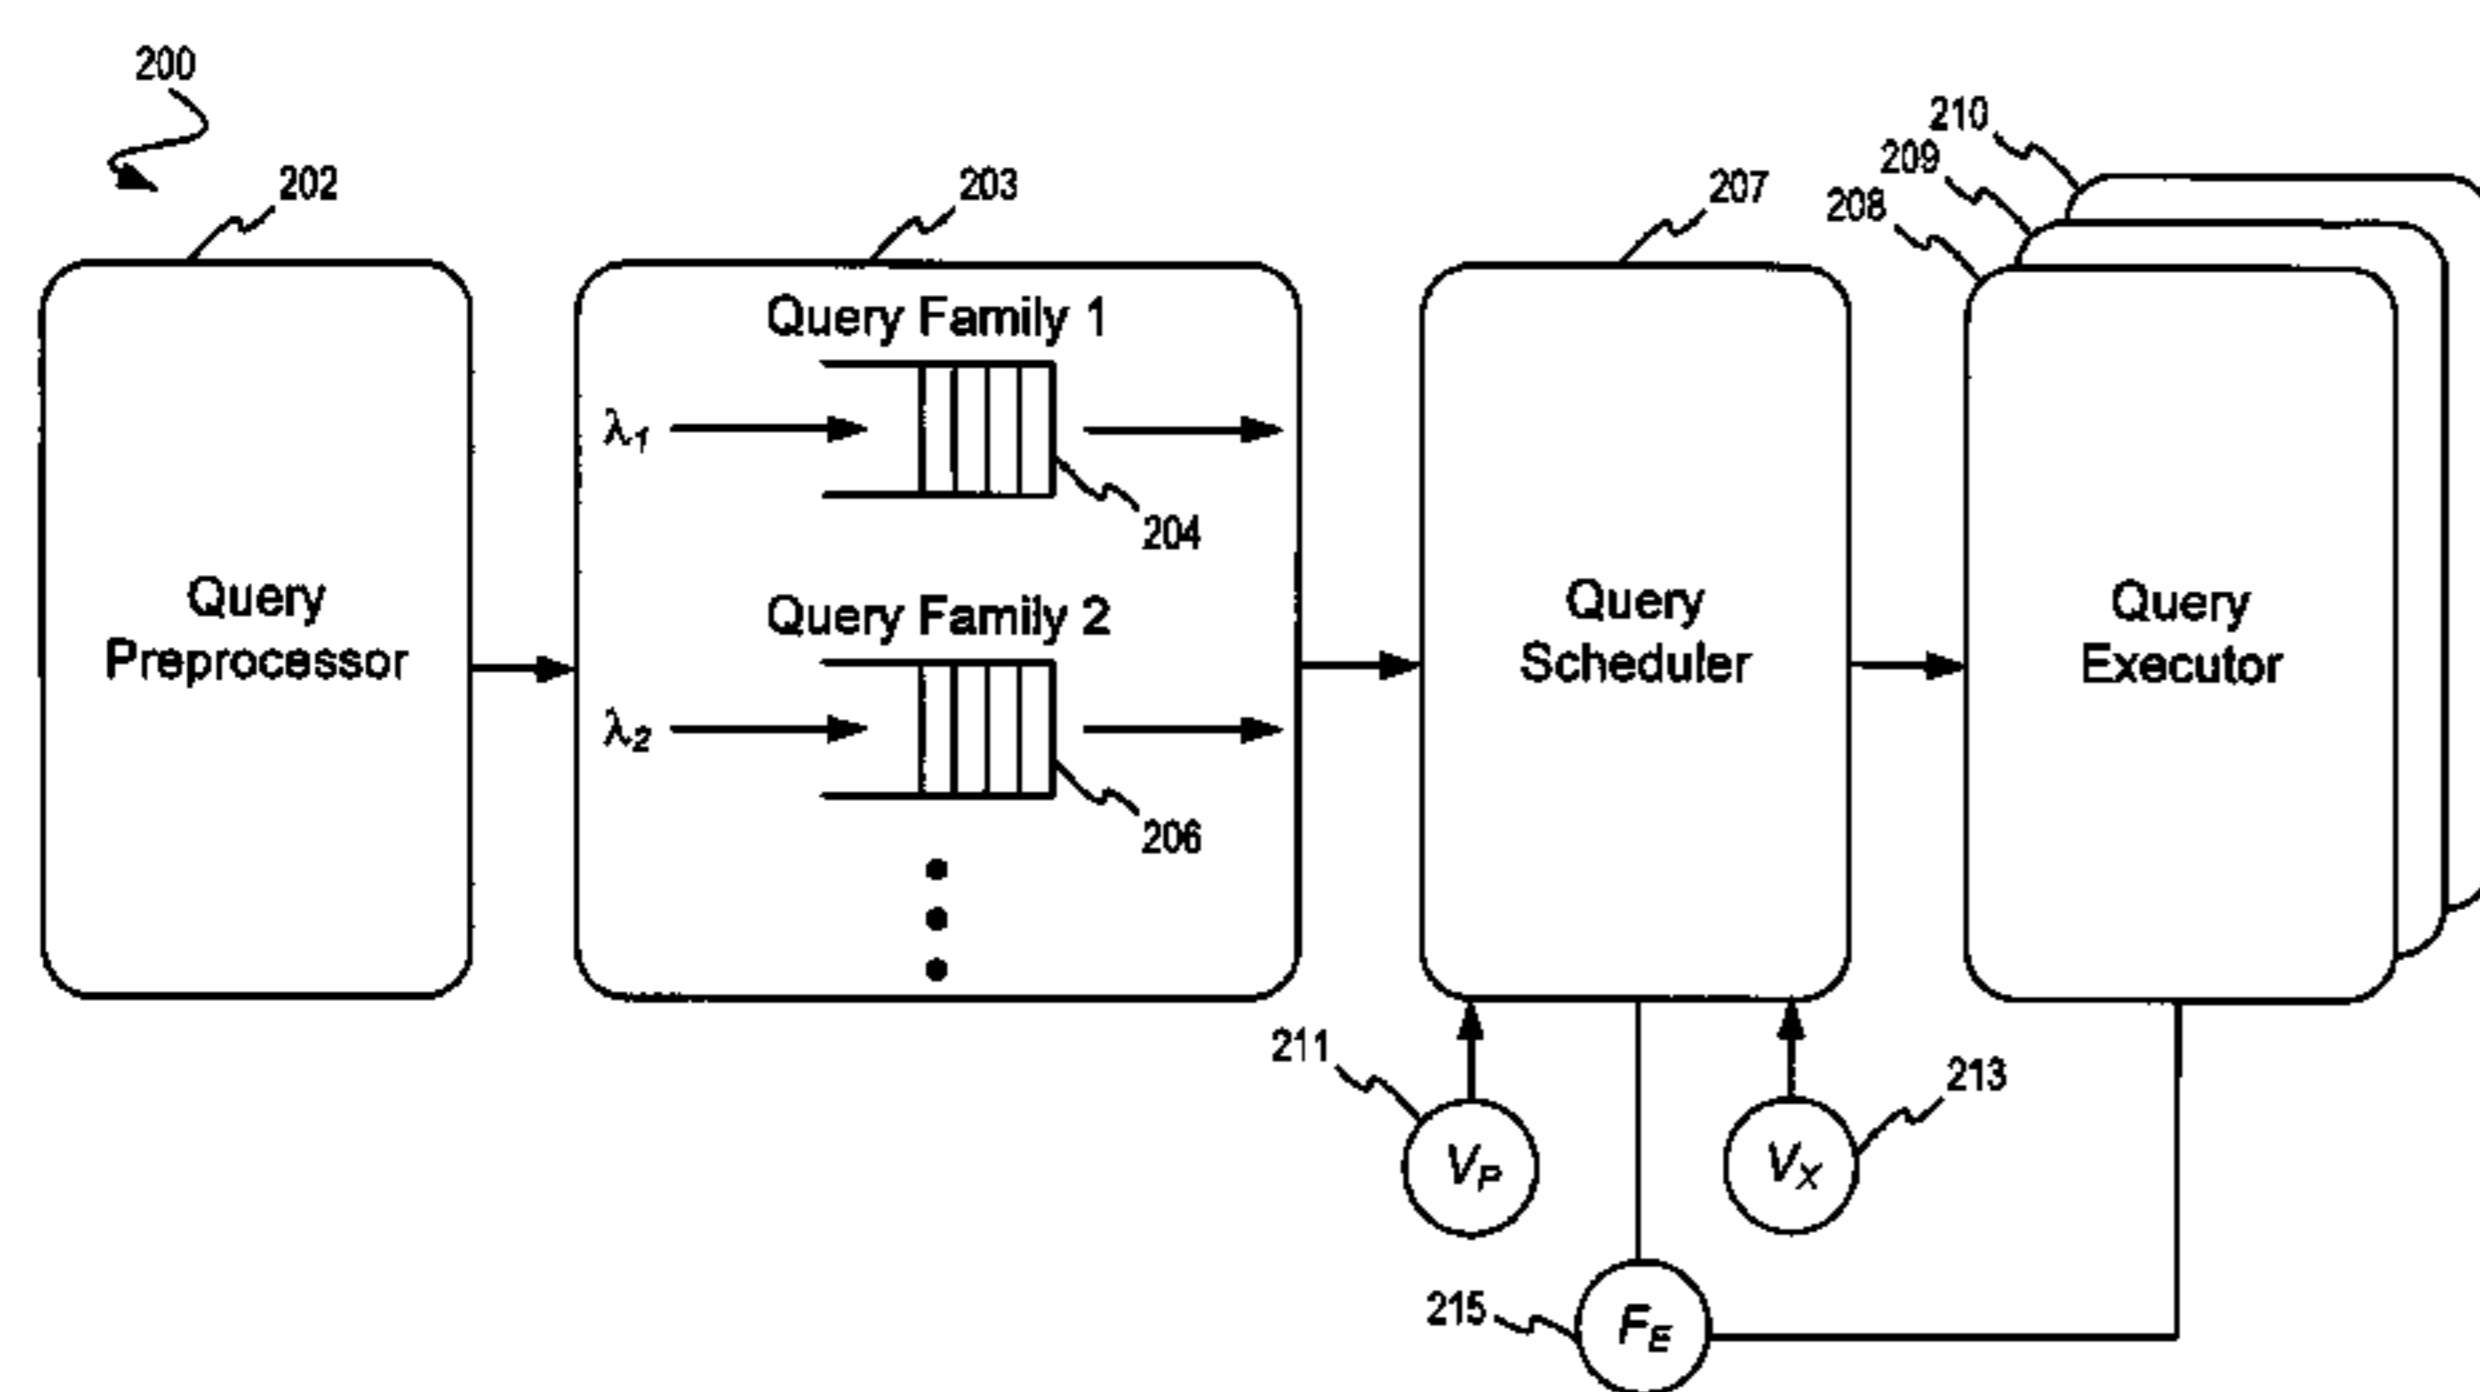 200
202
203
207
210
209
208
Query Family 1
λ1
204
Query Family 2
λ2
206
Query
Preprocessor
Query
Scheduler
Query
Executor
211
VP
213
VX
215
FE